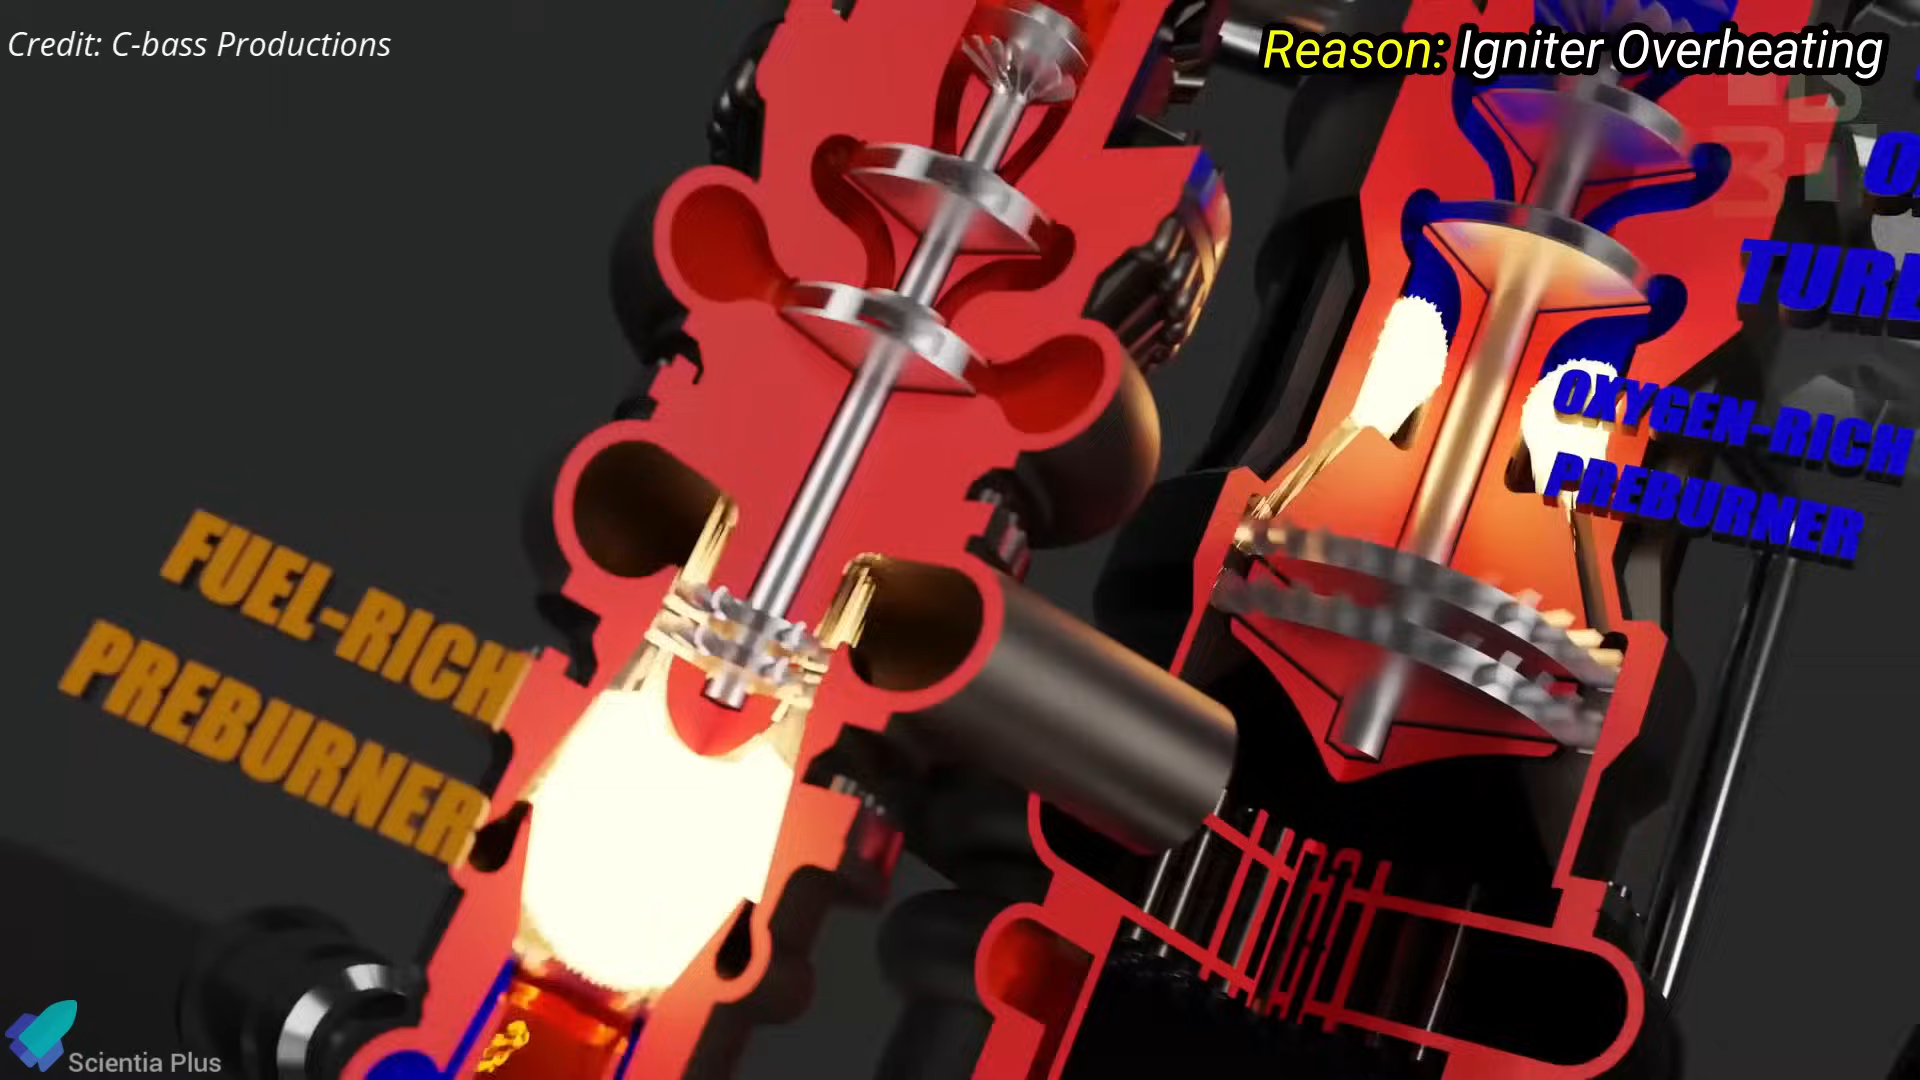 Credit: C-bass Productions
Reason: Igniter Overheating
FUEL-RICH
PREBURNER
OXYGEN-RICH
PREBURNER
Scientia Plus